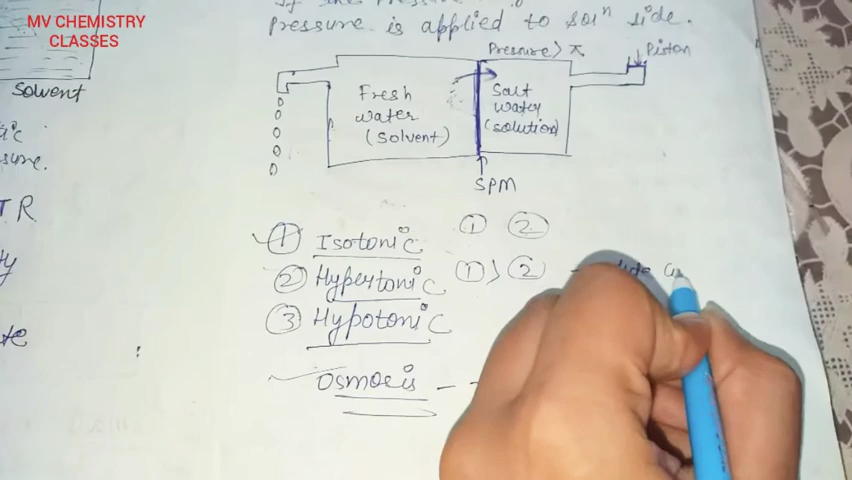 MV CHEMISTRY
CLASSES
Pressure is applied to solⁿ side.
Solvent
Pressure > π
Piston
Fresh
water
(Solvent)
Salt
water
(solution)
SPM
① Isotonic ① ②
② Hypertonic ① > ② -
③ Hypotonic
Osmosis -